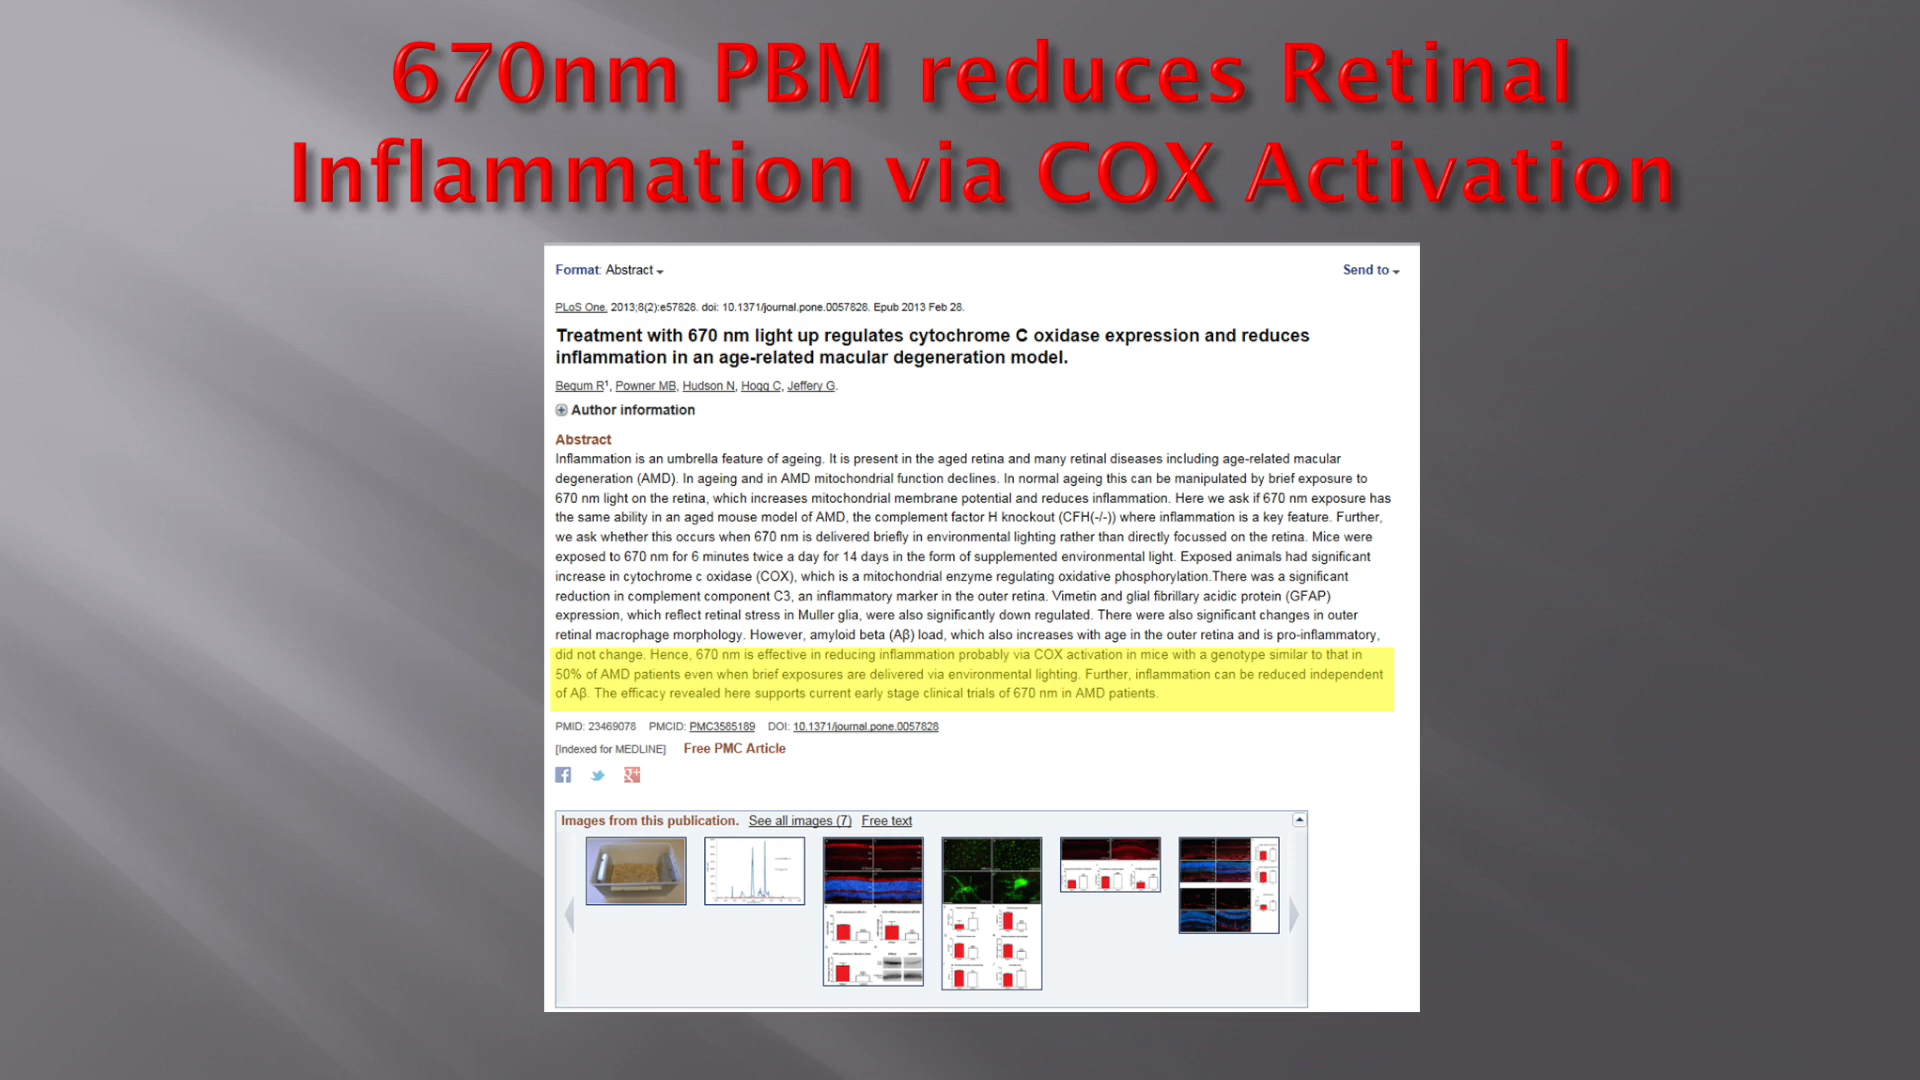 670nm PBM reduces Retinal
Inflammation via COX Activation
Format: Abstract
Send to
PLoS One. 2013;8(2):e57828. doi: 10.1371/journal.pone.0057828. Epub 2013 Feb 28.
Treatment with 670 nm light up regulates cytochrome C oxidase expression and reduces
inflammation in an age-related macular degeneration model.
Begum R1, Powner MB, Hudson N, Hogg C, Jeffery G.
Author information
Abstract
Inflammation is an umbrella feature of ageing. It is present in the aged retina and many retinal diseases including age-related macular
degeneration (AMD). In ageing and in AMD mitochondrial function declines. In normal ageing this can be manipulated by brief exposure to
670 nm light on the retina, which increases mitochondrial membrane potential and reduces inflammation. Here we ask if 670 nm exposure has
the same ability in an aged mouse model of AMD, the complement factor H knockout (CFH(-/-)) where inflammation is a key feature. Further,
we ask whether this occurs when 670 nm is delivered briefly in environmental lighting rather than directly focussed on the retina. Mice were
exposed to 670 nm for 6 minutes twice a day for 14 days in the form of supplemented environmental light. Exposed animals had significant
increase in cytochrome c oxidase (COX), which is a mitochondrial enzyme regulating oxidative phosphorylation.There was a significant
reduction in complement component C3, an inflammatory marker in the outer retina. Vimetin and glial fibrillary acidic protein (GFAP)
expression, which reflect retinal stress in Muller glia, were also significantly down regulated. There were also significant changes in outer
retinal macrophage morphology. However, amyloid beta (Aβ) load, which also increases with age in the outer retina and is pro-inflammatory,
did not change. Hence, 670 nm is effective in reducing inflammation probably via COX activation in mice with a genotype similar to that in
50% of AMD patients even when brief exposures are delivered via environmental lighting. Further, inflammation can be reduced independent
of Aβ. The efficacy revealed here supports current early stage clinical trials of 670 nm in AMD patients.
PMID: 23469078 PMCID: PMC3585189 DOI: 10.1371/journal.pone.0057828
[Indexed for MEDLINE] Free PMC Article
Images from this publication. See all images (7) Free text